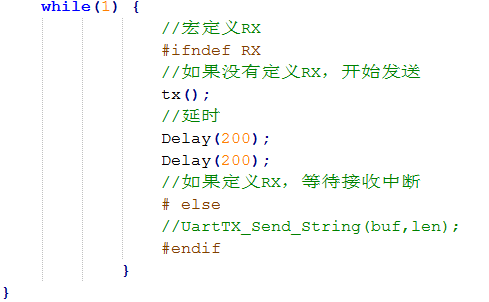 while(1) {
//宏定义RX
#ifndef RX
//如果没有定义RX，开始发送
tx();
//延时
Delay(200);
Delay(200);
//如果定义RX，等待接收中断
# else
//UartTX_Send_String(buf,len);
#endif
}
}